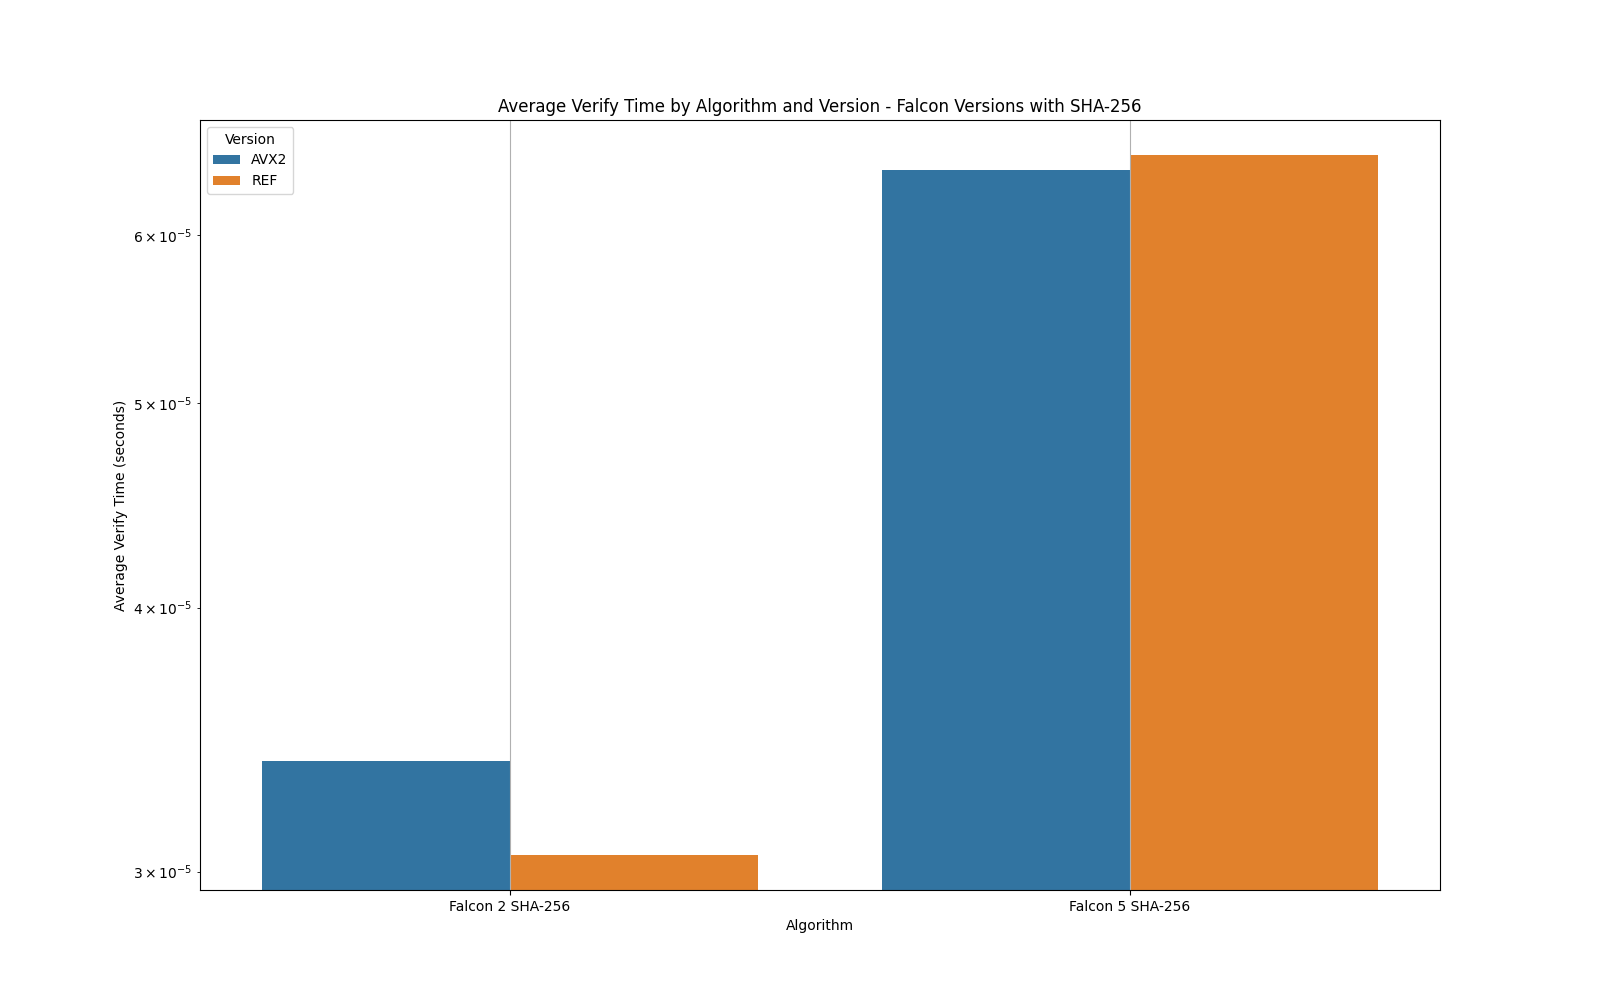 Average Verify Time by Algorithm and Version - Falcon Versions with SHA-256
Version
AVX2
REF
6 × 10⁻⁵
5 × 10⁻⁵
4 × 10⁻⁵
3 × 10⁻⁵
Average Verify Time (seconds)
Falcon 2 SHA-256
Falcon 5 SHA-256
Algorithm